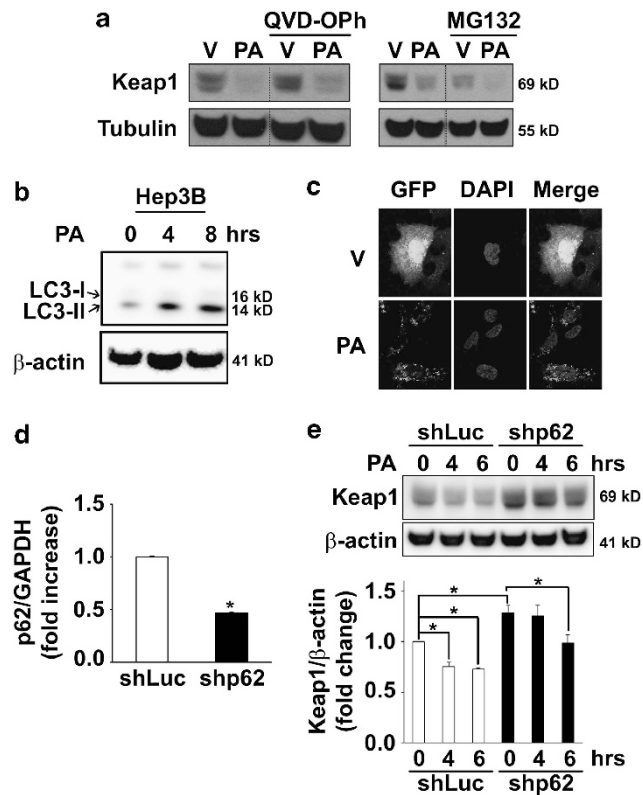 a
QVD-OPh MG132
V PA V PA V PA V PA
Keap1 69 kD
Tubulin 55 kD
b
Hep3B
PA 0 4 8 hrs
LC3-I 16 kD
LC3-II 14 kD
β-actin 41 kD
c
GFP DAPI Merge
V
PA
d
p62/GAPDH
(fold increase)
1.5
1.0
0.5
0.0
*
shLuc shp62
e
shLuc shp62
PA 0 4 6 0 4 6 hrs
Keap1 69 kD
β-actin 41 kD
Keap1/β-actin
(fold change)
1.5
1.0
0.5
0.0
* *
*
*
0 4 6 0 4 6 hrs
shLuc shp62